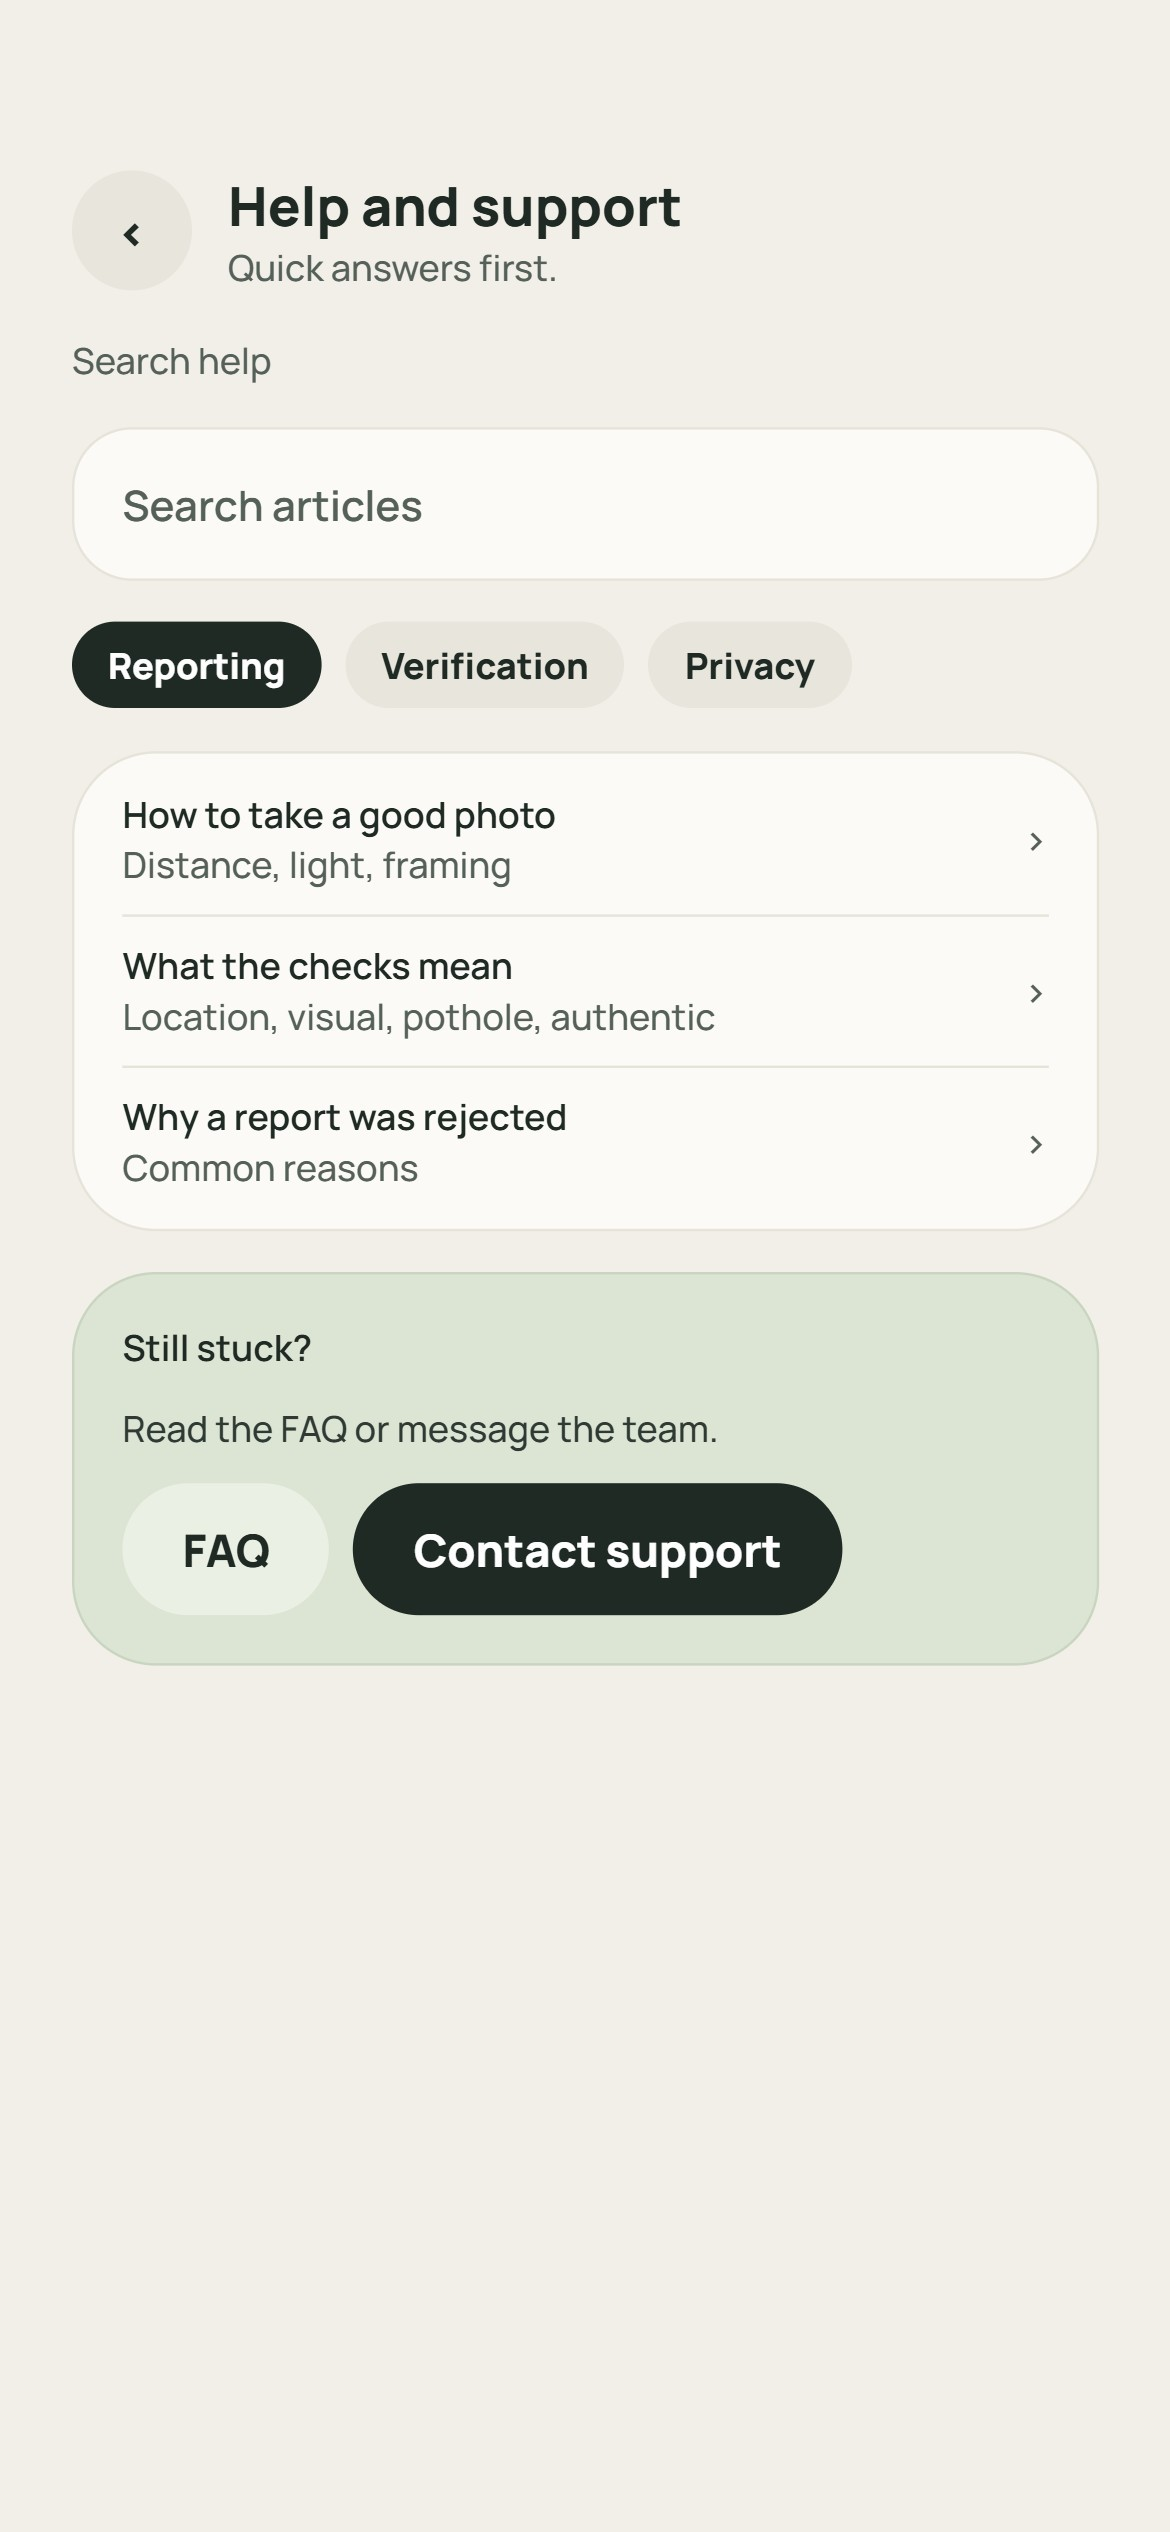 Help and support
Quick answers first.
Search help
Search articles
Reporting
Verification
Privacy
How to take a good photo
Distance, light, framing
What the checks mean
Location, visual, pothole, authentic
Why a report was rejected
Common reasons
Still stuck?
Read the FAQ or message the team.
FAQ
Contact support